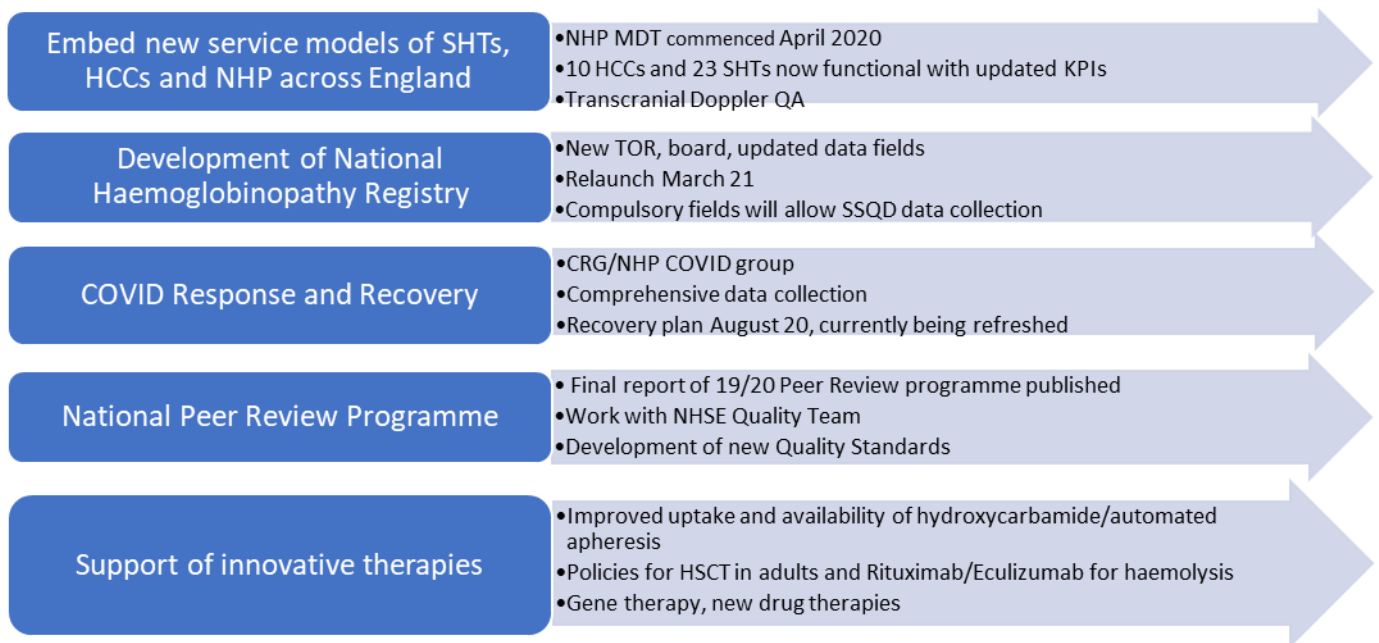 Embed new service models of SHTs,
HCCs and NHP across England
•NHP MDT commenced April 2020
•10 HCCs and 23 SHTs now functional with updated KPIs
•Transcranial Doppler QA
Development of National
Haemoglobinopathy Registry
•New TOR, board, updated data fields
•Relaunch March 21
•Compulsory fields will allow SSQD data collection
COVID Response and Recovery
•CRG/NHP COVID group
•Comprehensive data collection
•Recovery plan August 20, currently being refreshed
National Peer Review Programme
• Final report of 19/20 Peer Review programme published
•Work with NHSE Quality Team
•Development of new Quality Standards
Support of innovative therapies
•Improved uptake and availability of hydroxycarbamide/automated
apheresis
•Policies for HSCT in adults and Rituximab/Eculizumab for haemolysis
•Gene therapy, new drug therapies